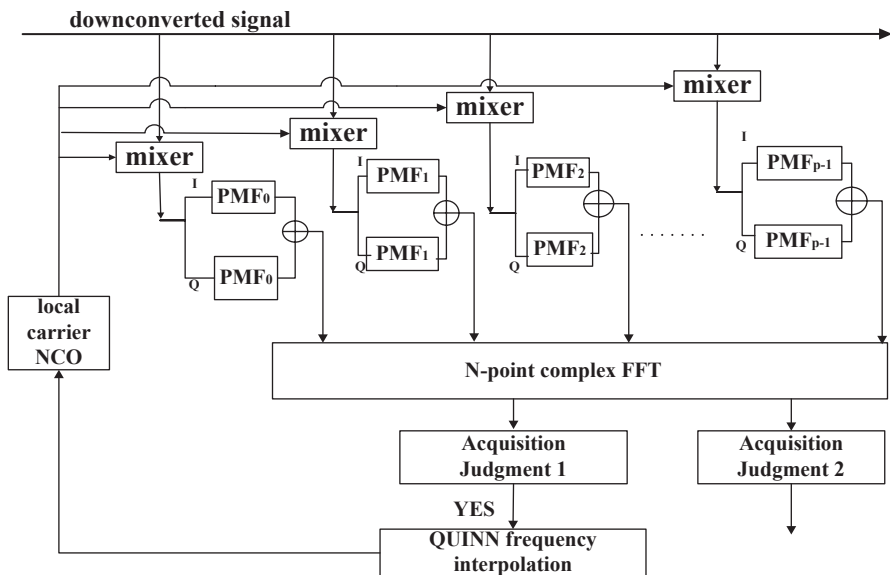 downconverted signal
mixer
mixer
mixer
mixer
I
PMF0
Q
PMF0
I
PMF1
Q
PMF1
I
PMF2
Q
PMF2
. . . . . . .
I
PMFp-1
Q
PMFp-1
local
carrier
NCO
N-point complex FFT
Acquisition
Judgment 1
Acquisition
Judgment 2
YES
QUINN frequency
interpolation